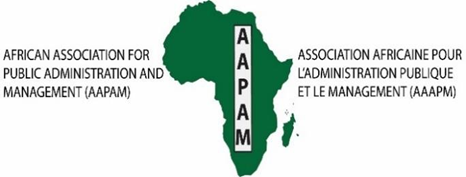 AFRICAN ASSOCIATION FOR
PUBLIC ADMINISTRATION AND
MANAGEMENT (AAPAM)
AAPAM
ASSOCIATION AFRICAINE POUR
L'ADMINISTRATION PUBLIQUE
ET LE MANAGEMENT (AAAPM)